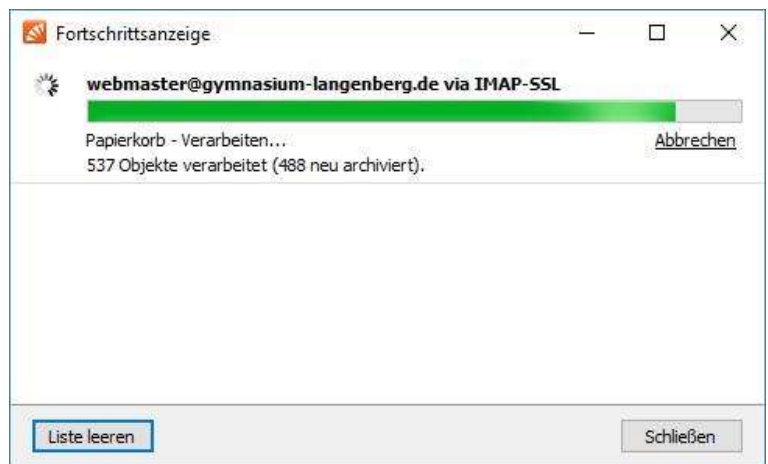 Fortschrittsanzeige
webmaster@gymnasium-langenberg.de via IMAP-SSL
Papierkorb - Verarbeiten... Abbrechen
537 Objekte verarbeitet (488 neu archiviert).
Liste leeren Schließen